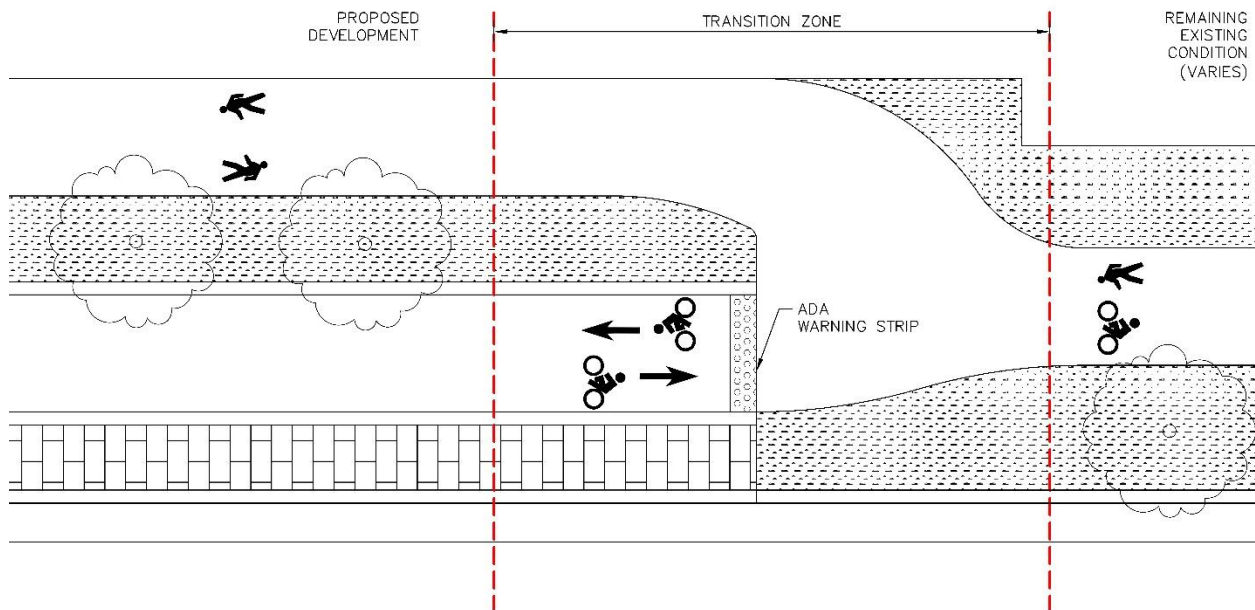 PROPOSED
DEVELOPMENT
TRANSITION ZONE
REMAINING
EXISTING
CONDITION
(VARIES)
ADA
WARNING STRIP